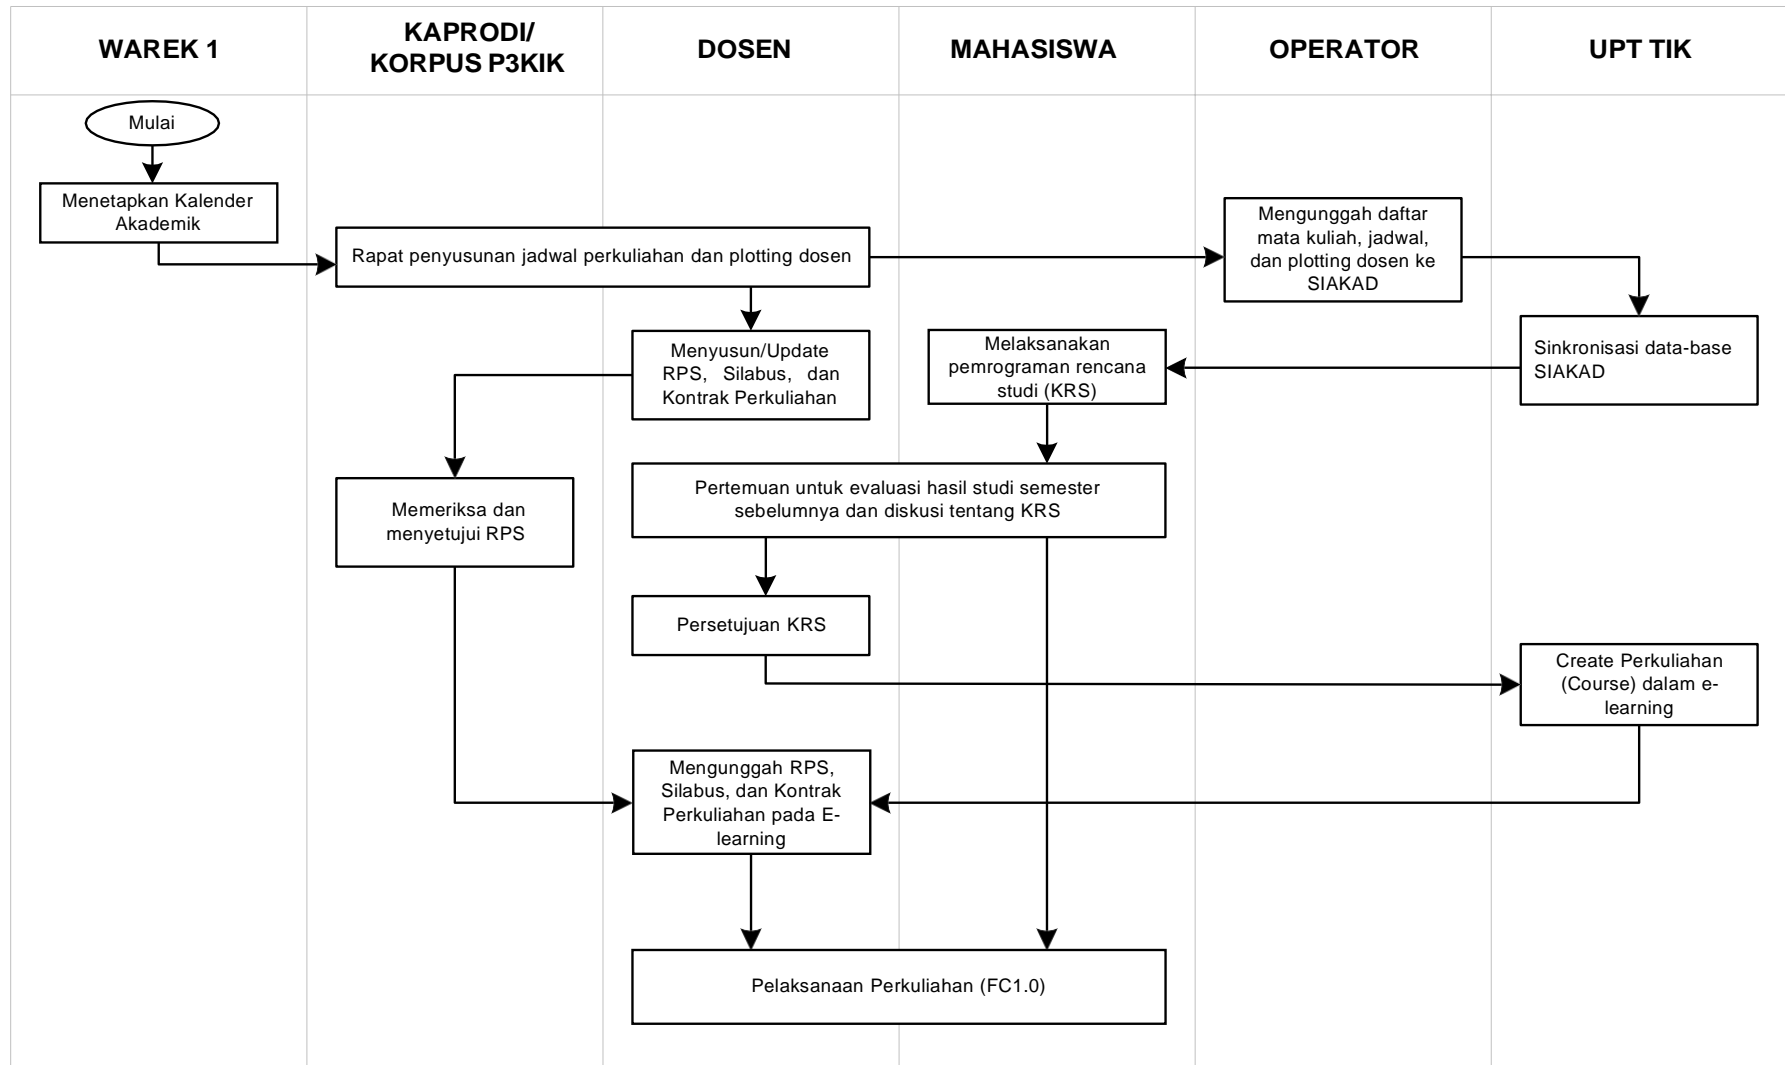 WAREK 1
KAPRODI/
KORPUS P3KIK
DOSEN
MAHASISWA
OPERATOR
UPT TIK
Mulai
Menetapkan Kalender
Akademik
Rapat penyusunan jadwal perkuliahan dan plotting dosen
Mengunggah daftar
mata kuliah, jadwal,
dan plotting dosen ke
SIAKAD
Menyusun/Update
RPS, Silabus, dan
Kontrak Perkuliahan
Melaksanakan
pemrograman rencana
studi (KRS)
Sinkronisasi data-base
SIAKAD
Memeriksa dan
menyetujui RPS
Pertemuan untuk evaluasi hasil studi semester
sebelumnya dan diskusi tentang KRS
Persetujuan KRS
Create Perkuliahan
(Course) dalam e-
learning
Mengunggah RPS,
Silabus, dan Kontrak
Perkuliahan pada E-
learning
Pelaksanaan Perkuliahan (FC1.0)